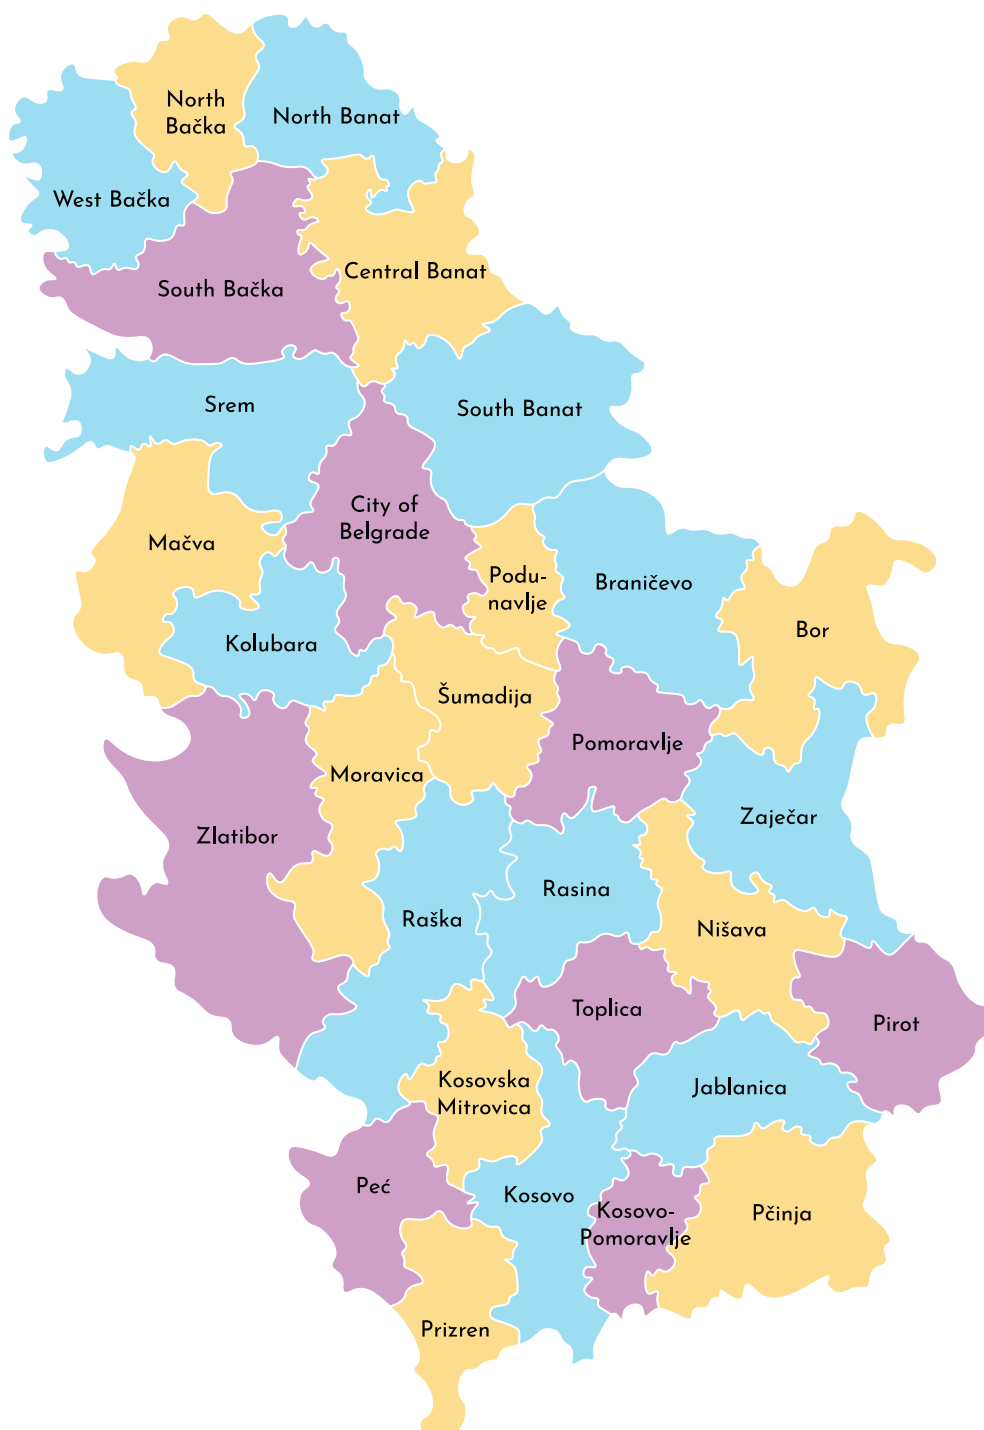 North
Bačka
North Banat
West Bačka
Central Banat
South Bačka
Srem
South Banat
City of
Belgrade
Mačva
Podu-
navlje
Braničevo
Bor
Kolubara
Šumadija
Pomoravlje
Moravica
Zaječar
Zlatibor
Rasina
Raška
Nišava
Toplica
Pirot
Kosovska
Mitrovica
Jablanica
Peć
Kosovo
Kosovo-
Pomoravlje
Pčinja
Prizren